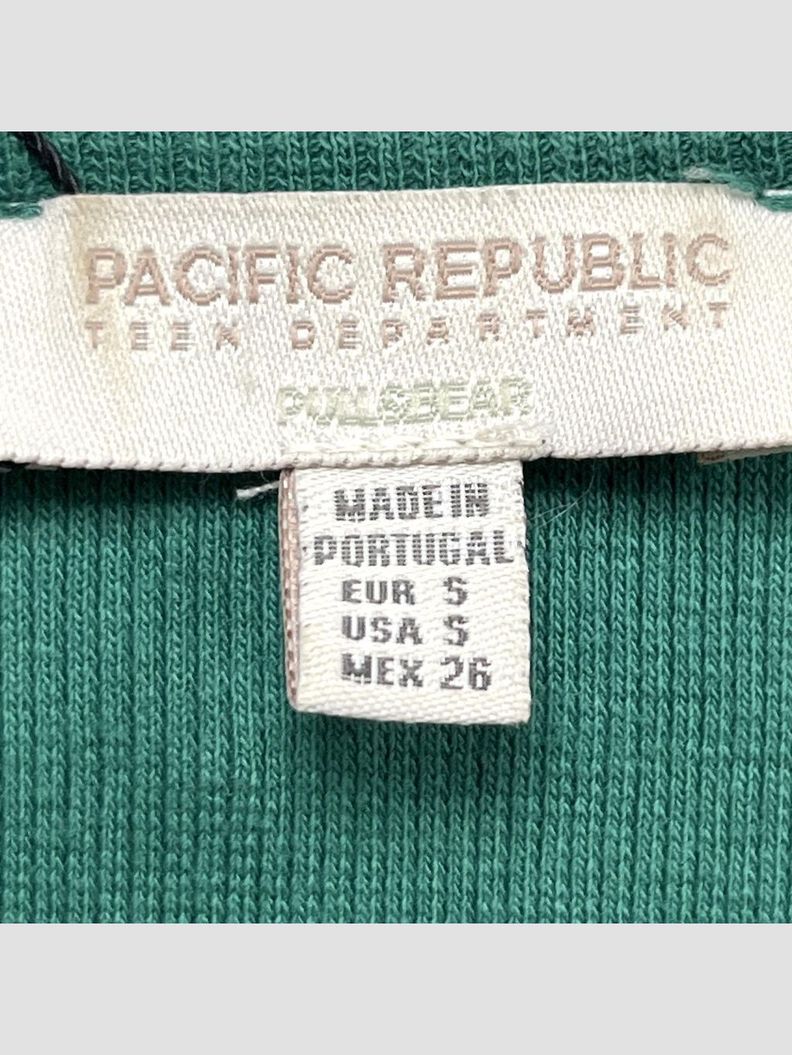 PACIFIC REPUBLIC
TEEN DEPARTMENT
PULL&BEAR
MADE IN
PORTUGAL
EUR S
USA S
MEX 26